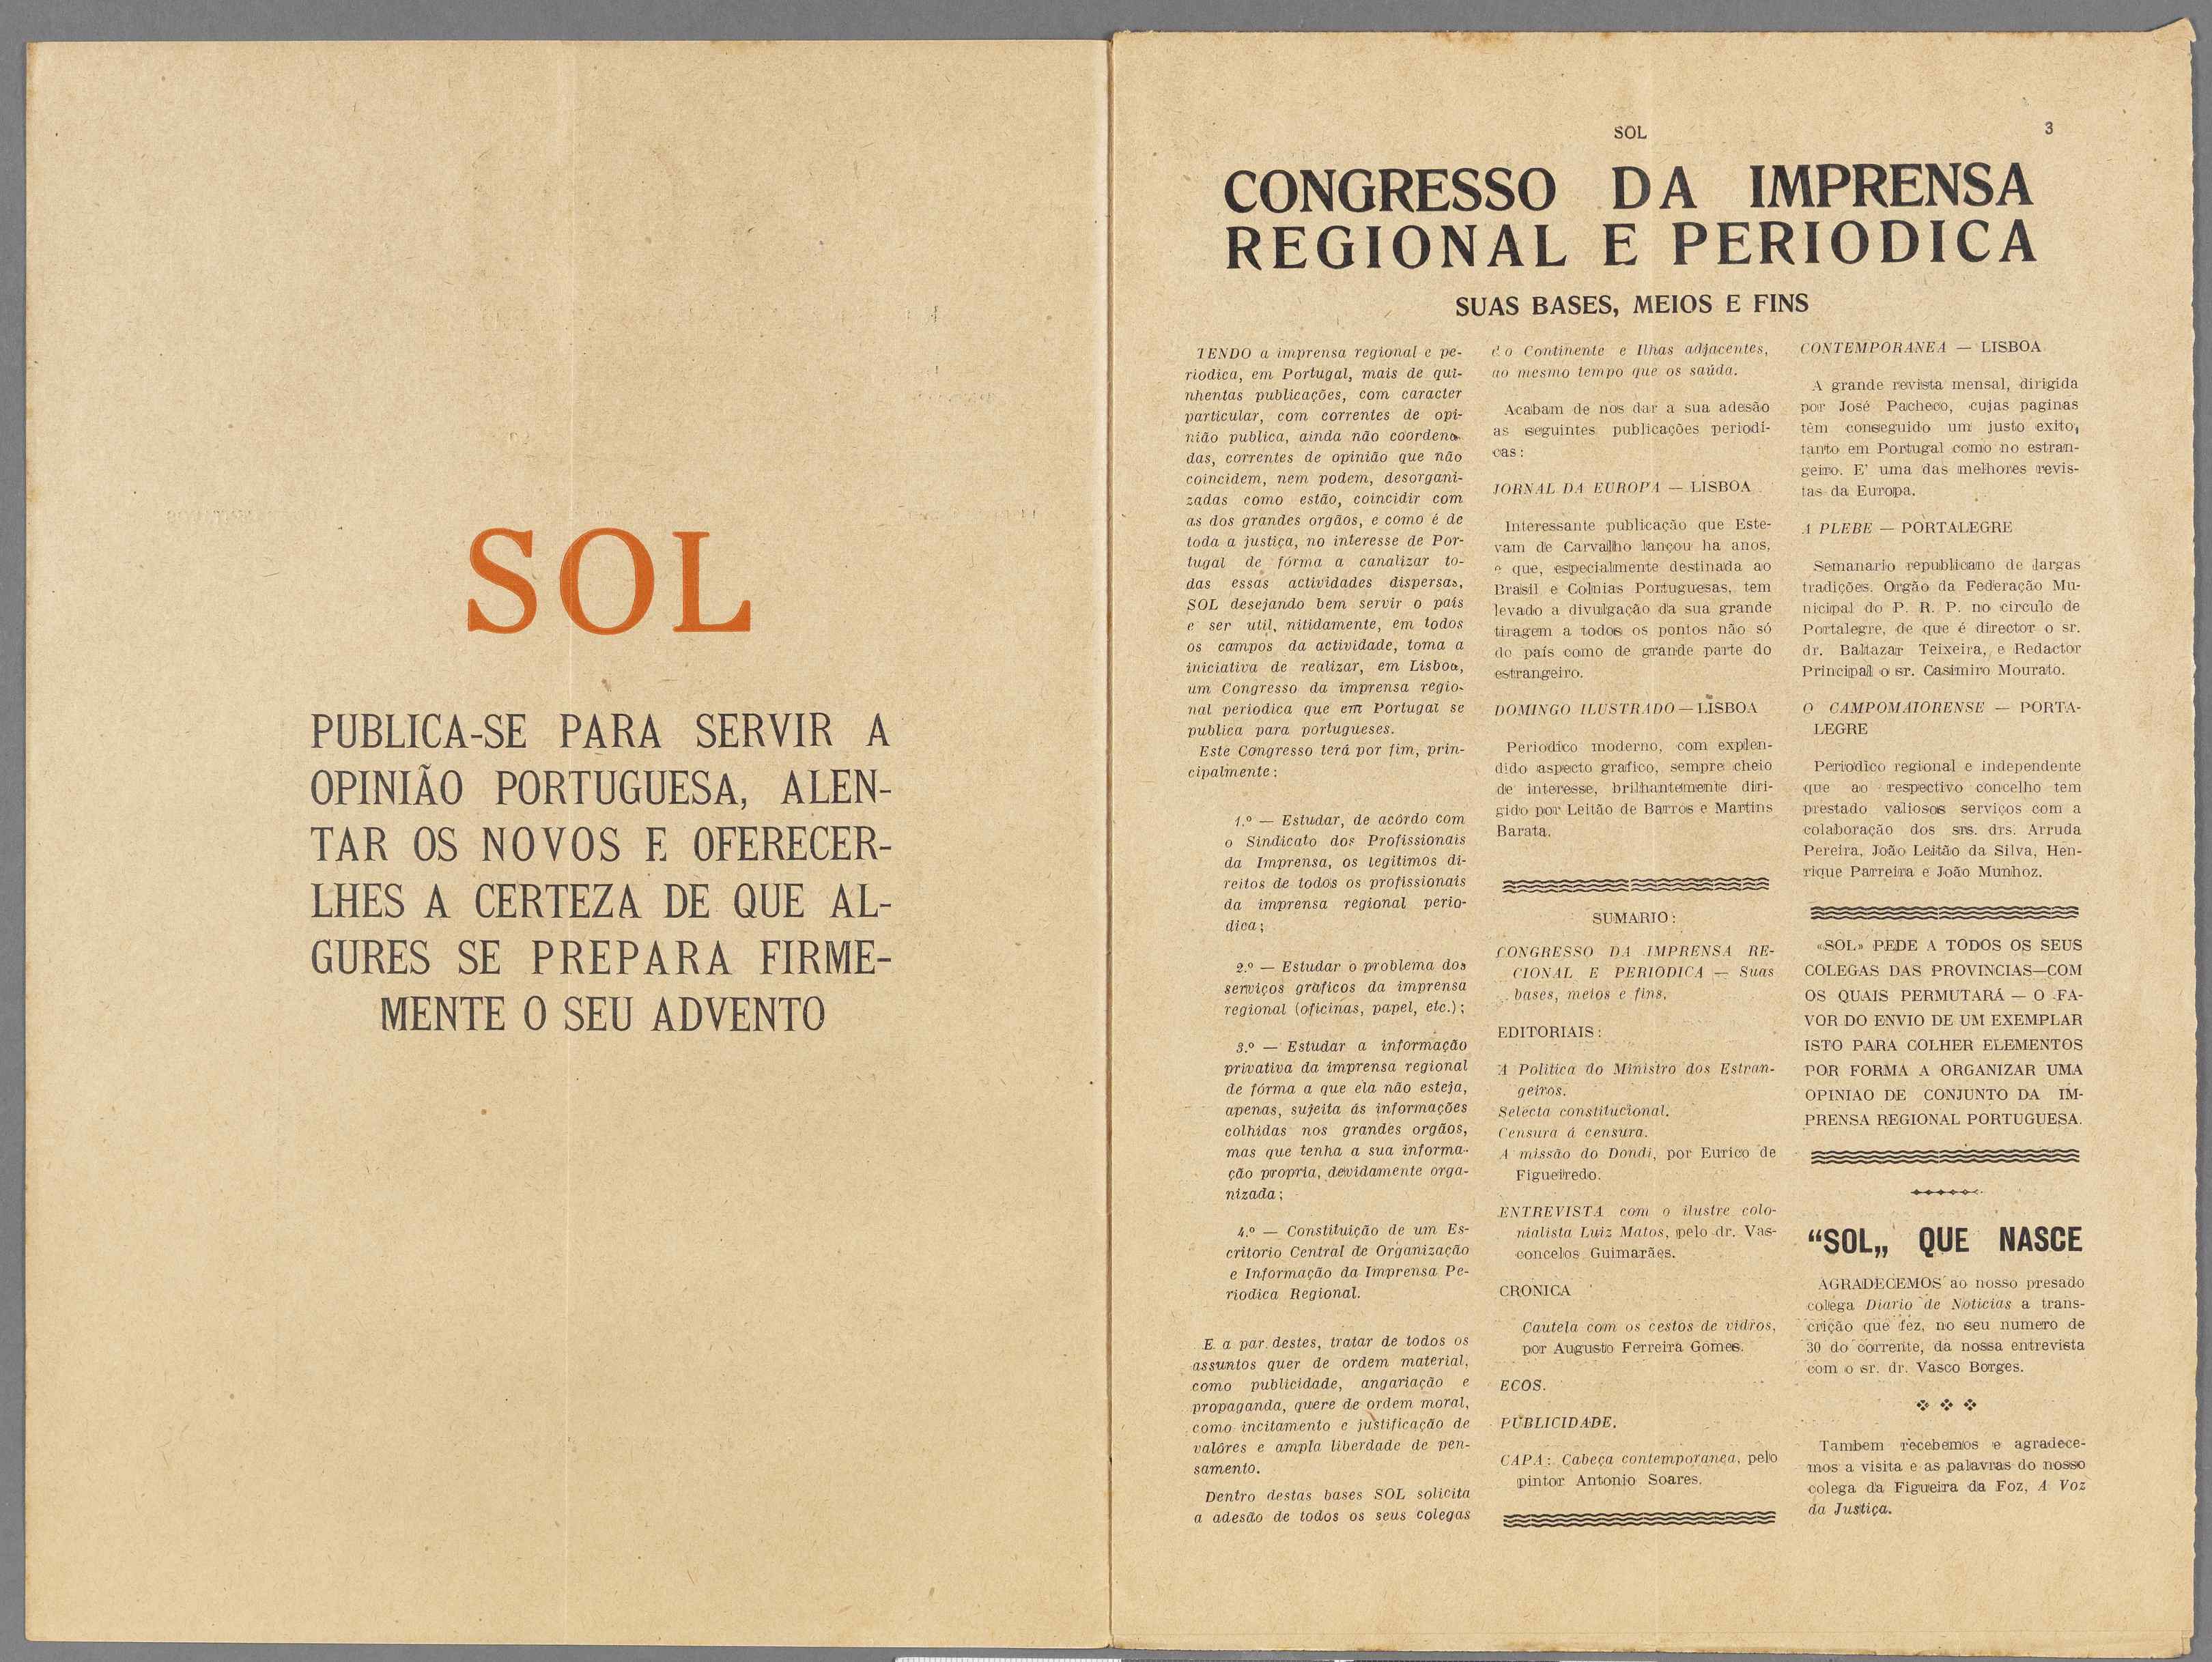 SOL
PUBLICA-SE PARA SERVIR A
OPINIÃO PORTUGUESA, ALEN-
TAR OS NOVOS E OFERECER-
LHES A CERTEZA DE QUE AL-
GURES SE PREPARA FIRME-
MENTE O SEU ADVENTO
SOL
3
CONGRESSO DA IMPRENSA
REGIONAL E PERIODICA
SUAS BASES, MEIOS E FINS
TENDO a imprensa regional e pe-
riodica, em Portugal, mais de qui-
nhentas publicações, com caracter
particular, com correntes de opi-
nião publica, ainda não coordena-
das, correntes de opinião que não
coincidem, nem podem, desorgani-
zadas como estão, coincidir com
as dos grandes orgãos, e como é de
toda a justiça, no interesse de Por-
tugal de fórma a canalizar to-
das essas actividades dispersas,
SOL desejando bem servir o país
e ser util, nitidamente, em todos
os campos da actividade, toma a
iniciativa de realizar, em Lisboa,
um Congresso da imprensa regio-
nal periodica que em Portugal se
publica para portugueses.
Este Congresso terá por fim, prin-
cipalmente:
1.º — Estudar, de acórdo com
o Sindicato dos Profissionais
da Imprensa, os legitimos di-
reitos de todos os profissionais
da imprensa regional perio-
dica;
2.º — Estudar o problema dos
serviços gráficos da imprensa
regional (oficinas, papel, etc.);
3.º — Estudar a informação
privativa da imprensa regional
de fórma a que ela não esteja,
apenas, sujeita ás informações
colhidas nos grandes orgãos,
mas que tenha a sua informa-
ção propria, devidamente orga-
nizada;
4.º — Constituição de um Es-
critorio Central de Organização
e Informação da Imprensa Pe-
riodica Regional.
E a par destes, tratar de todos os
assuntos quer de ordem material,
como publicidade, angariação e
propaganda, quere de ordem moral,
como incitamento e justificação de
valôres e ampla liberdade de pen-
samento.
Dentro destas bases SOL solicita
a adesão de todos os seus colegas
do Continente e Ilhas adjacentes,
ao mesmo tempo que os saúda.
Acabam de nos dar a sua adesão
as seguintes publicações periodi-
cas:
JORNAL DA EUROPA — LISBOA
Interessante publicação que Este-
vam de Carvalho lançou ha anos,
e que, especialmente destinada ao
Brasil e Colnias Portuguesas, tem
levado a divulgação da sua grande
tiragem a todos os pontos não só
do país como de grande parte do
estrangeiro.
DOMINGO ILUSTRADO — LISBOA
Periodico moderno, com explen-
dido aspecto grafico, sempre cheio
de interesse, brilhantemente diri-
gido por Leitão de Barros e Martins
Barata.
SUMARIO:
CONGRESSO DA IMPRENSA RE-
CIONAL E PERIODICA — Suas
bases, meios e fins.
EDITORIAIS:
A Politica do Ministro dos Estran-
geiros.
Selecta constitucional.
Censura á censura.
A missão do Dondi, por Eurico de
Figueiredo.
ENTREVISTA com o ilustre colo-
nialista Luiz Matos, pelo dr. Vas-
concelos Guimarães.
CRONICA
Cautela com os cestos de vidros,
por Augusto Ferreira Gomes.
ECOS.
PUBLICIDADE.
CAPA: Cabeça contemporanea, pelo
pintor Antonio Soares.
CONTEMPORANEA — LISBOA
A grande revista mensal, dirigida
por José Pacheco, cujas paginas
têm conseguido um justo exito,
tanto em Portugal como no estran-
geiro. E' uma das melhores revis-
tas da Europa.
A PLEBE — PORTALEGRE
Semanario republicano de largas
tradições. Orgão da Federação Mu-
nicipal do P. R. P. no circulo de
Portalegre, de que é director o sr.
dr. Baltazar Teixeira, e Redactor
Principal o sr. Casimiro Mourato.
O CAMPOMAIORENSE — PORTA-
LEGRE
Periodico regional e independente
que ao respectivo concelho tem
prestado valiosos serviços com a
colaboração dos srs. drs. Arruda
Pereira, João Leitão da Silva, Hen-
rique Parreira e João Munhoz.
«SOL» PEDE A TODOS OS SEUS
COLEGAS DAS PROVINCIAS—COM
OS QUAIS PERMUTARÁ — O FA-
VOR DO ENVIO DE UM EXEMPLAR
ISTO PARA COLHER ELEMENTOS
POR FORMA A ORGANIZAR UMA
OPINIAO DE CONJUNTO DA IM-
PRENSA REGIONAL PORTUGUESA.
“SOL„ QUE NASCE
AGRADECEMOS ao nosso presado
colega Diario de Noticias a trans-
crição que fez, no seu numero de
30 do corrente, da nossa entrevista
com o sr. dr. Vasco Borges.
Tambem recebemos e agradece-
mos a visita e as palavras do nosso
colega da Figueira da Foz, A Voz
da Justiça.